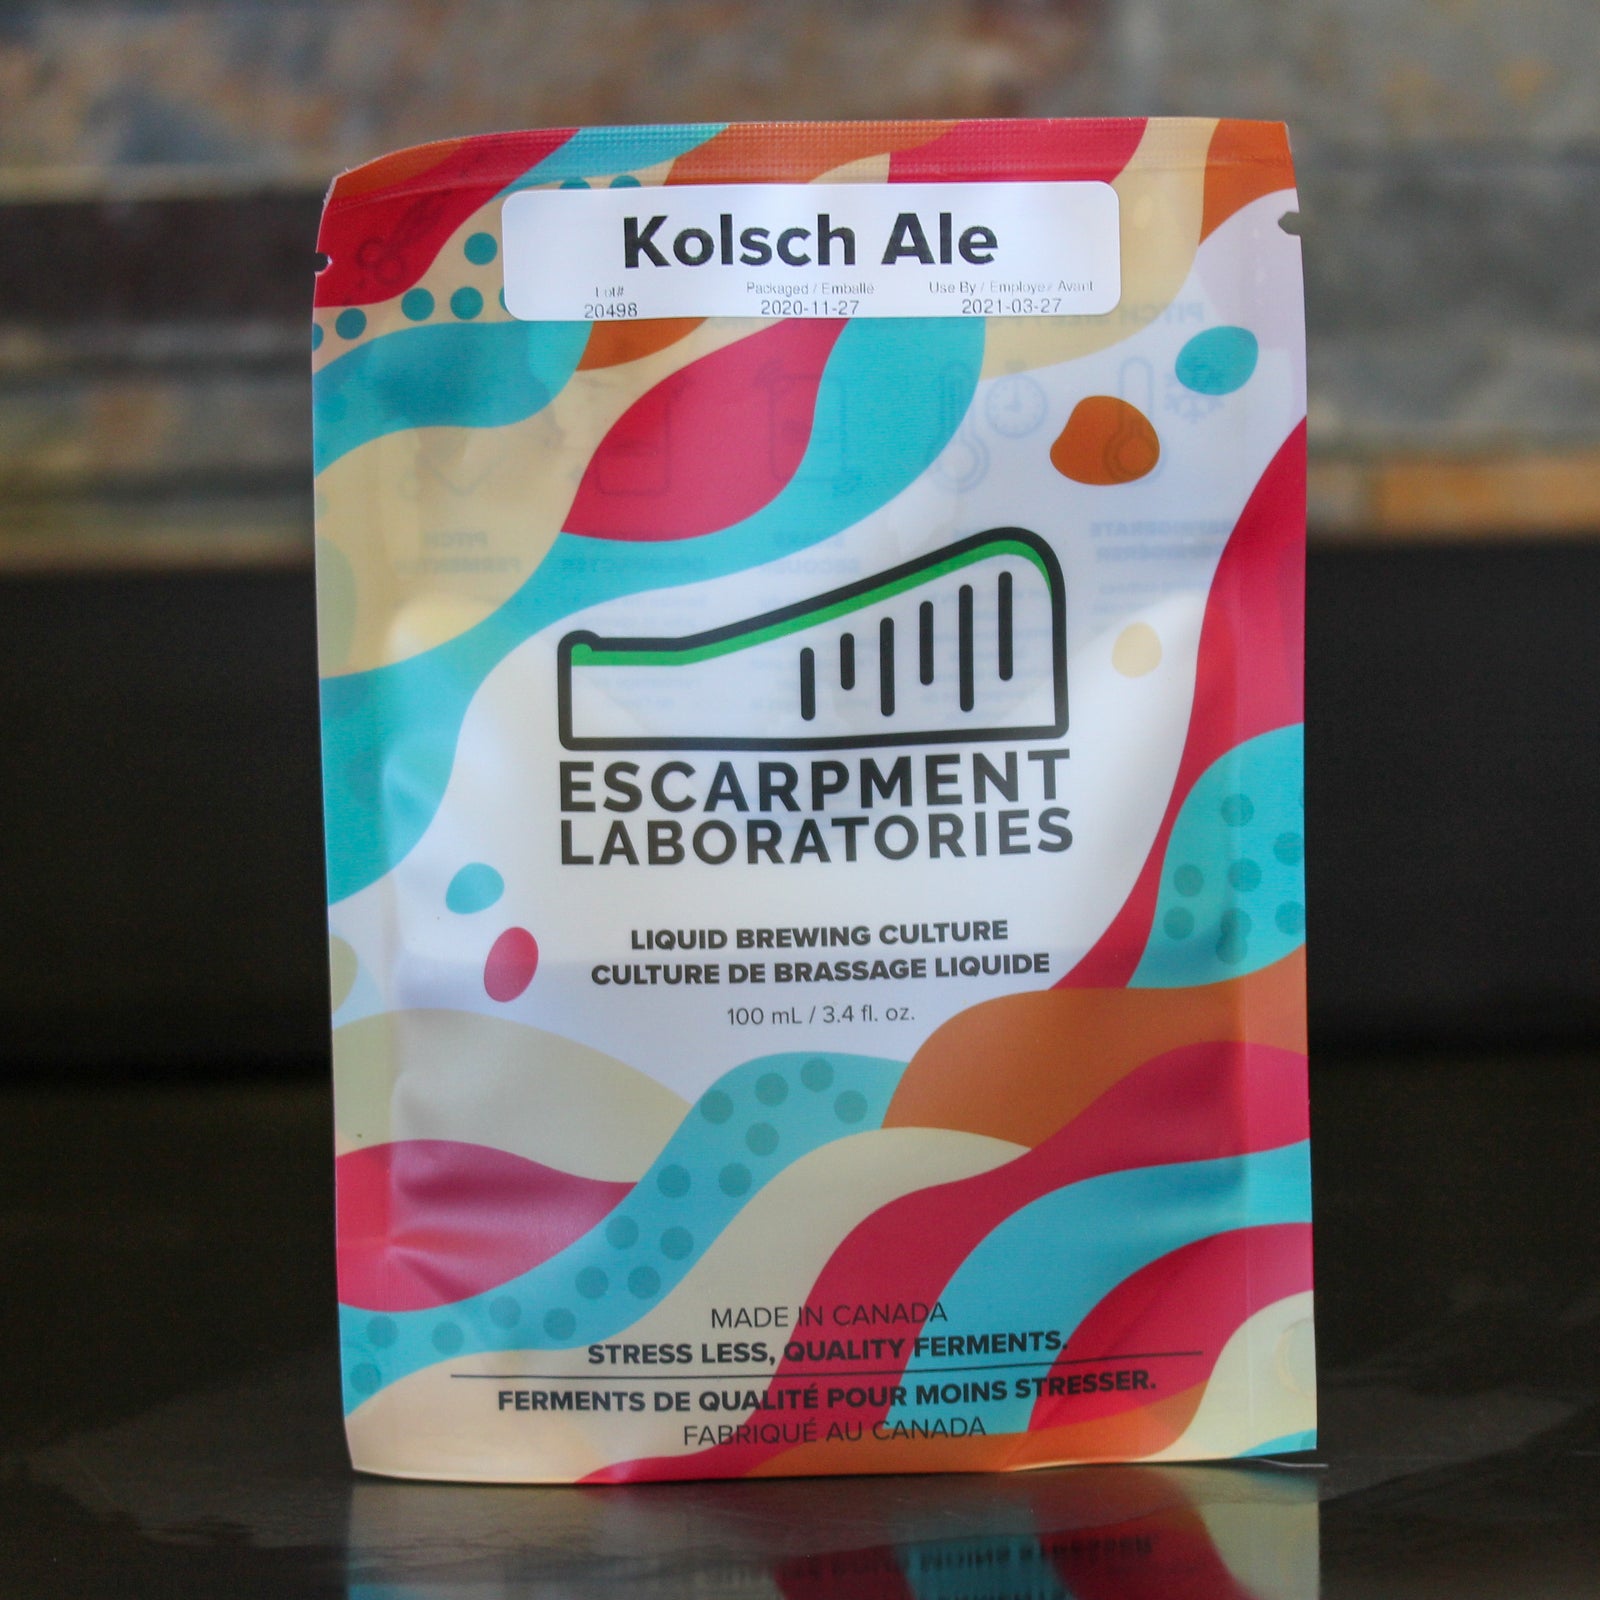 Kolsch Ale
Lot# Packaged / Emballé Use By / Employez Avant
20498 2020-11-27 2021-03-27
ESCARPMENT
LABORATORIES
LIQUID BREWING CULTURE
CULTURE DE BRASSAGE LIQUIDE
100 mL / 3.4 fl. oz.
MADE IN CANADA
STRESS LESS, QUALITY FERMENTS.
FERMENTS DE QUALITÉ POUR MOINS STRESSER.
FABRIQUÉ AU CANADA